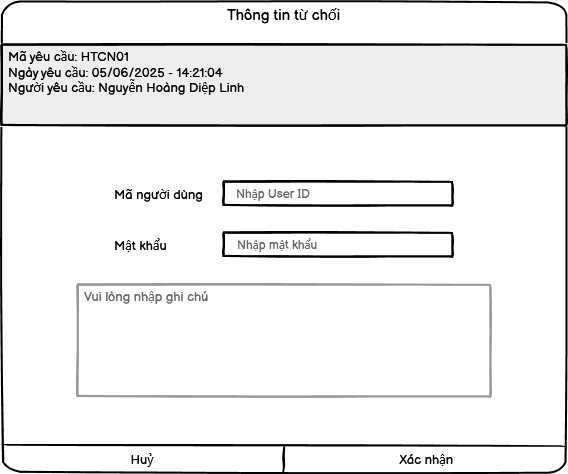 Thông tin từ chối
Mã yêu cầu: HTCN01
Ngày yêu cầu: 05/06/2025 - 14:21:04
Người yêu cầu: Nguyễn Hoàng Diệp Linh
Mã người dùng
Nhập User ID
Mật khẩu
Nhập mật khẩu
Vui lòng nhập ghi chú
Huỷ
Xác nhận